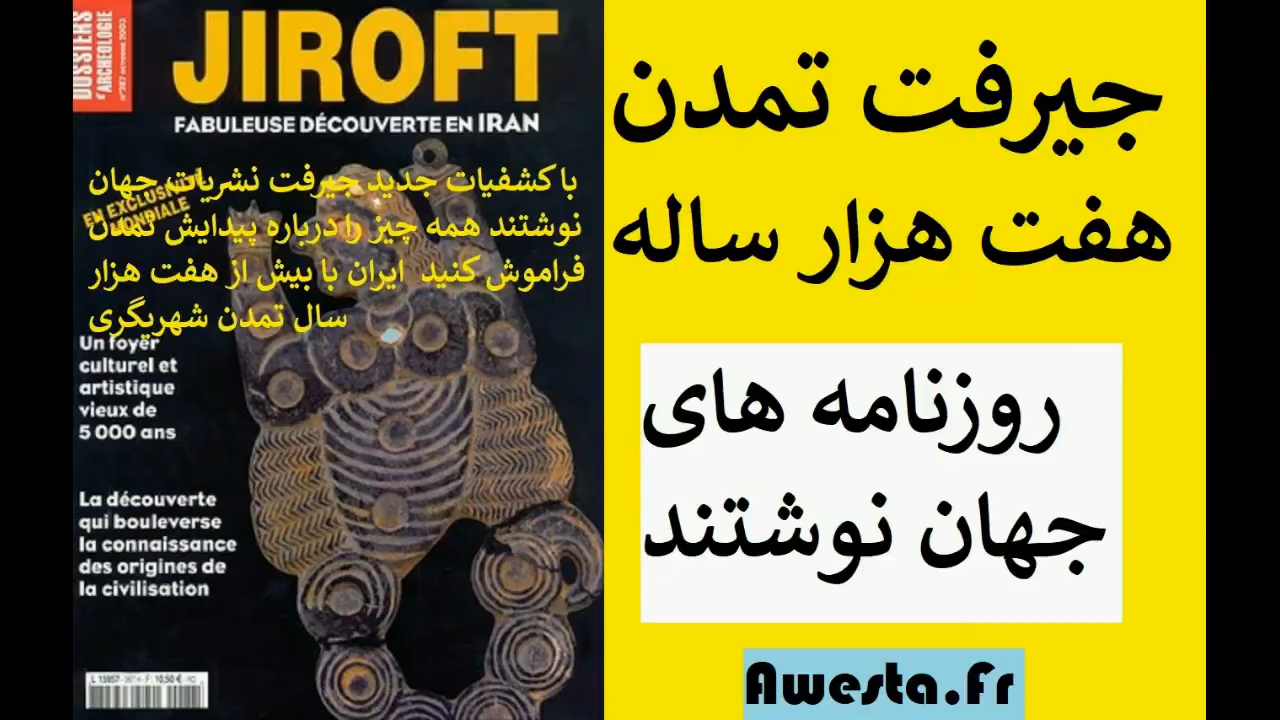 DOSSIERS
d'ARCHEOLOGIE
n°287 octobre 2003
JIROFT
FABULEUSE DÉCOUVERTE EN IRAN
EN EXCLUSIVITÉ
MONDIALE
با کشفیات جدید جیرفت نشریات جهان
نوشتند همه چیز را درباره پیدایش تمدن
فراموش کنید ایران با بیش از هفت هزار
سال تمدن شهریگری
Un foyer
culturel et
artistique
vieux de
5 000 ans
La découverte
qui bouleverse
la connaissance
des origines de
la civilisation
جیرفت تمدن
هفت هزار ساله
روزنامه های
جهان نوشتند
Awesta.Fr